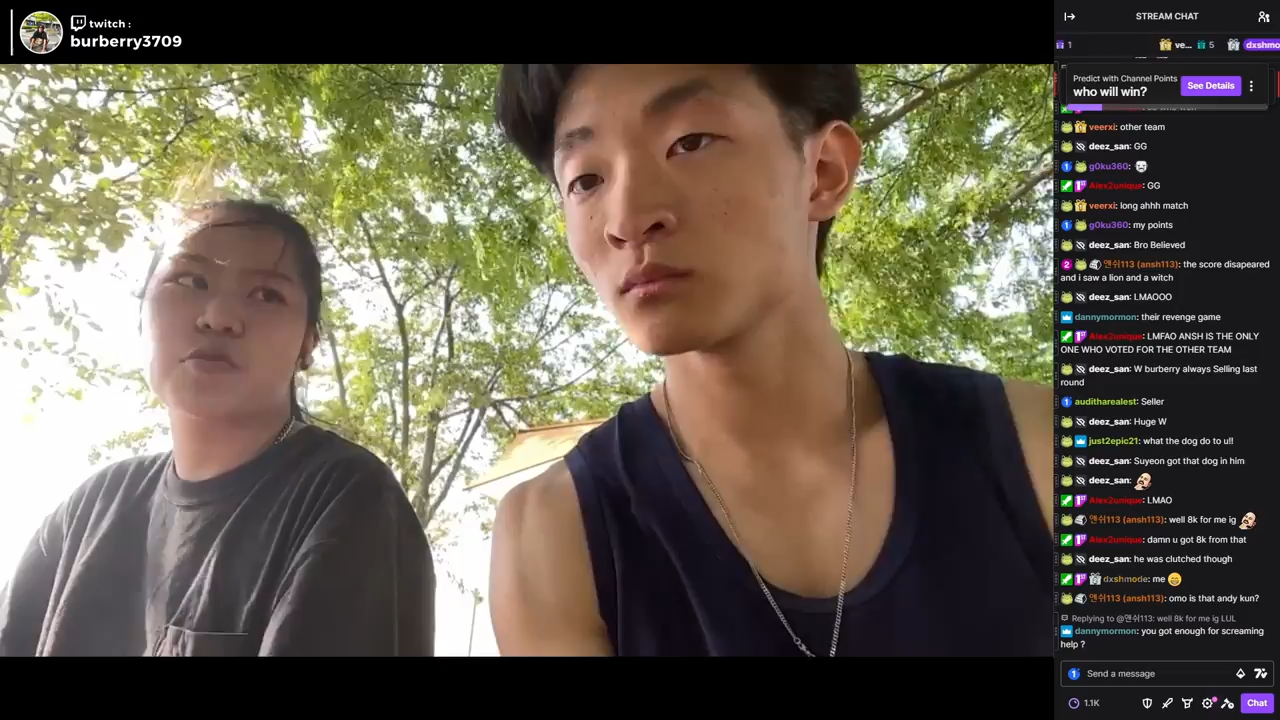 twitch :
burberry3709
STREAM CHAT
1
ve... 5
dxshmo
Predict with Channel Points
who will win?
See Details
veerxi: other team
deez_san: GG
g0ku360:
Alex2unique: GG
veerxi: long ahhh match
g0ku360: my points
deez_san: Bro Believed
앤쉬113 (ansh113): the score disapeared
and i saw a lion and a witch
deez_san: LMAOOO
dannymormon: their revenge game
Alex2unique: LMFAO ANSH IS THE ONLY
ONE WHO VOTED FOR THE OTHER TEAM
deez_san: W burberry always Selling last
round
auditharealest: Seller
deez_san: Huge W
just2epic21: what the dog do to u!!
deez_san: Suyeon got that dog in him
deez_san:
Alex2unique: LMAO
앤쉬113 (ansh113): well 8k for me ig
Alex2unique: damn u got 8k from that
deez_san: he was clutched though
dxshmode: me
앤쉬113 (ansh113): omo is that andy kun?
Replying to @앤쉬113: well 8k for me ig LUL
dannymormon: you got enough for screaming
help ?
Send a message
1.1K
Chat